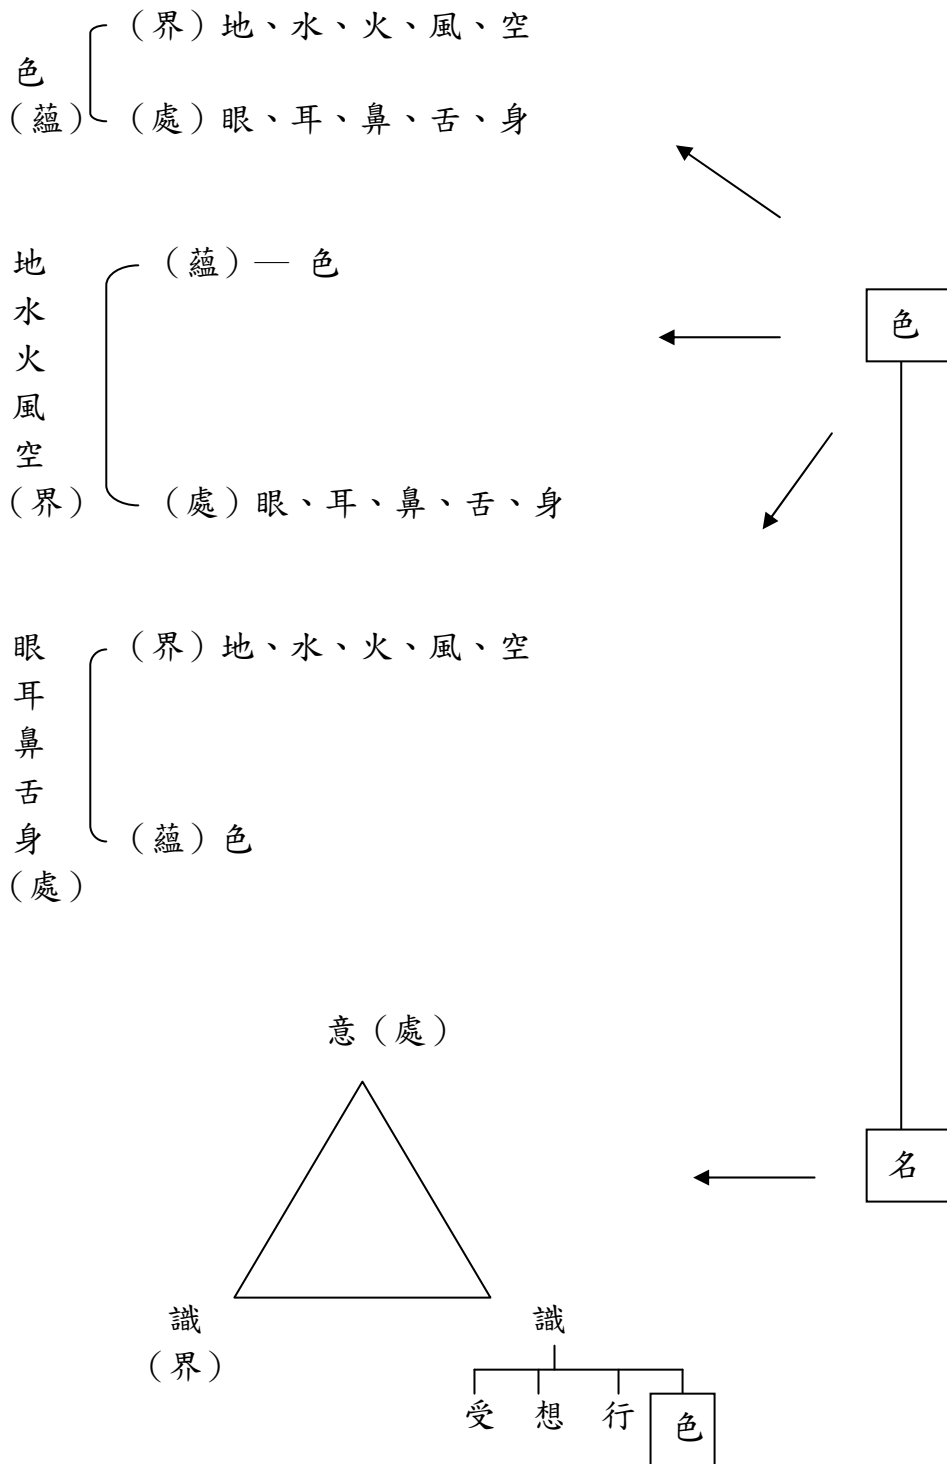 (界)地、水、火、風、空
色
(蘊)
(處)眼、耳、鼻、舌、身
地
水
火
風
空
(界)
(蘊)— 色
(處)眼、耳、鼻、舌、身
色
眼
耳
鼻
舌
身
(處)
(界)地、水、火、風、空
(蘊)色
名
意(處)
識
(界)
識
受 想 行 色